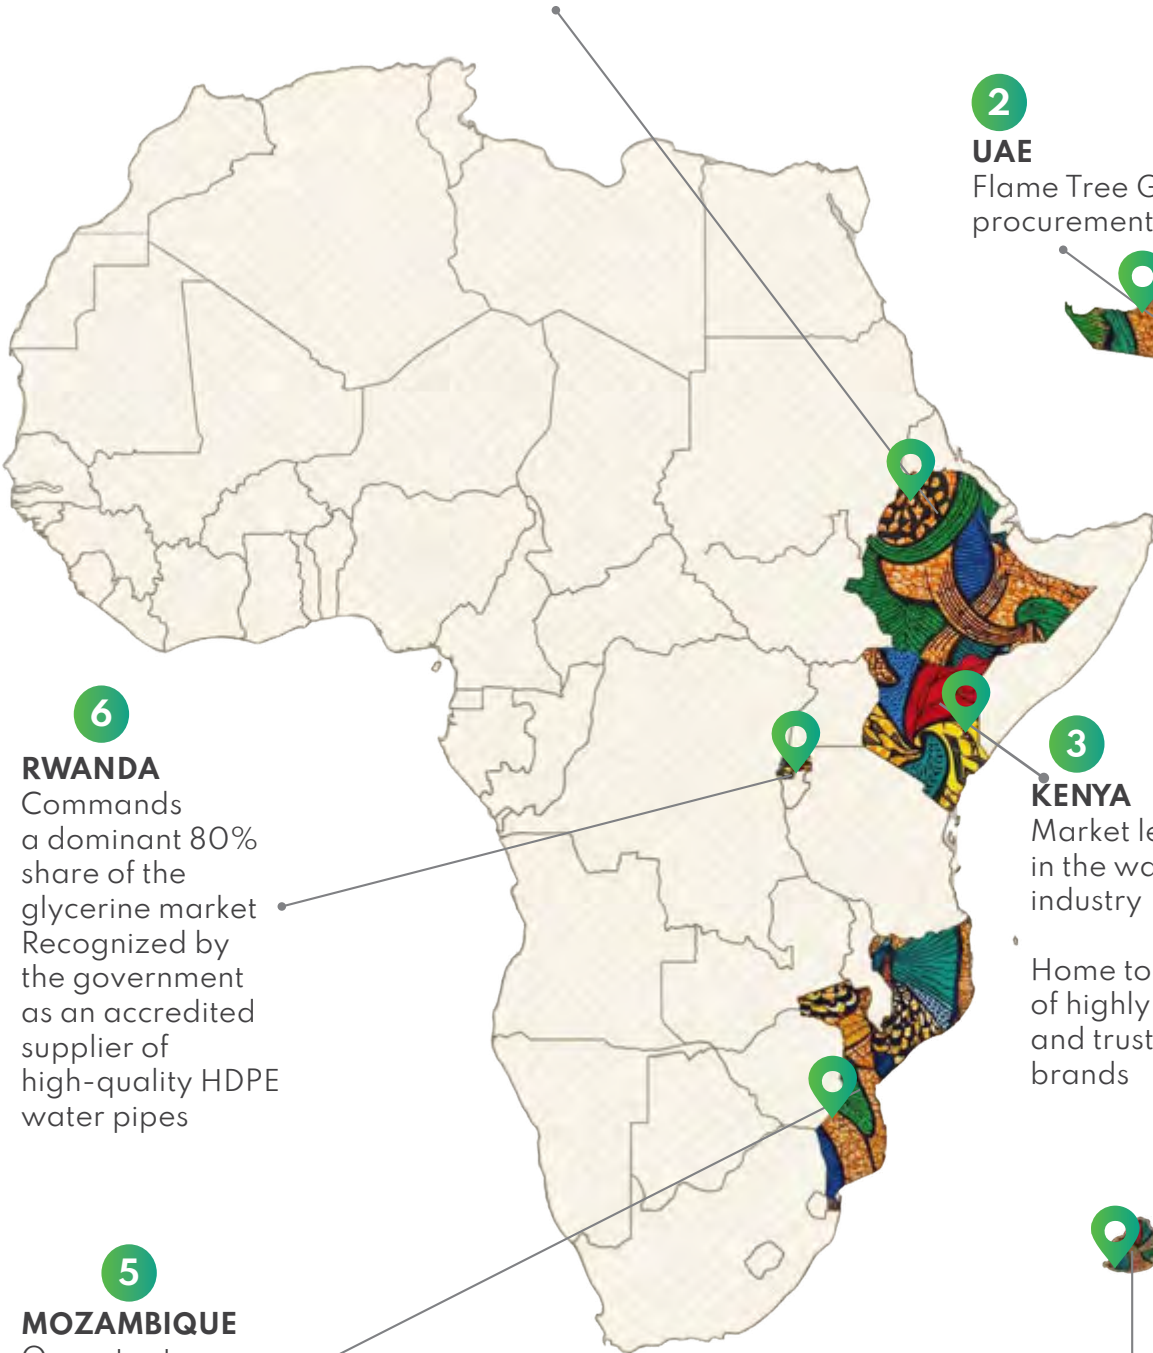 2
UAE
Flame Tree G
procurement
6
RWANDA
Commands
a dominant 80%
share of the
glycerine market
Recognized by
the government
as an accredited
supplier of
high-quality HDPE
water pipes
3
KENYA
Market le
in the wa
industry
Home to
of highly
and trust
brands
5
MOZAMBIQUE